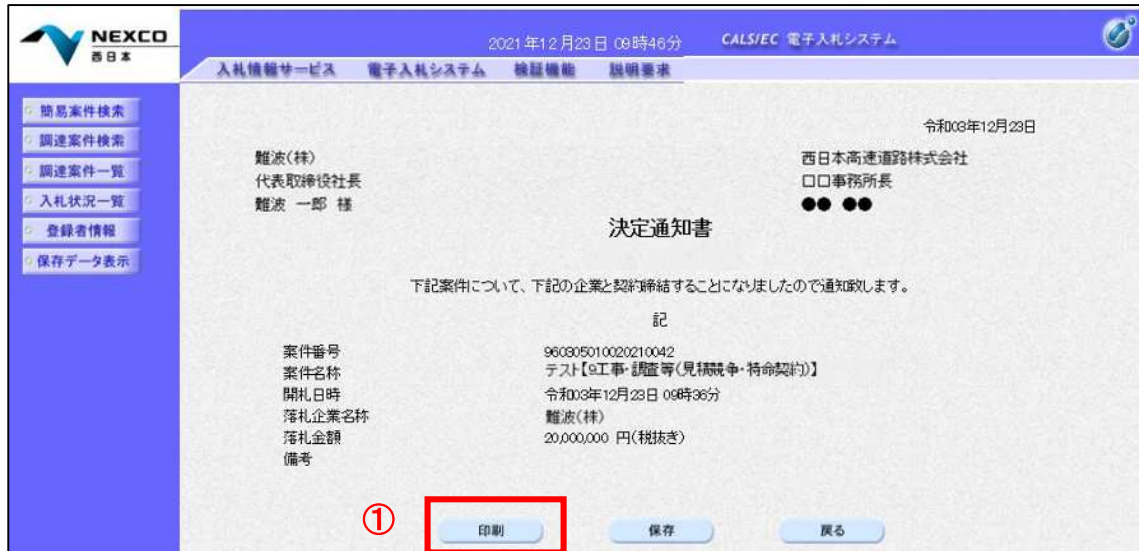 NEXCO
西日本
2021年12月23日 09時46分
CALS/EC 電子入札システム
入札情報サービス 電子入札システム 検証機能 説明要求
簡易案件検索
調達案件検索
調達案件一覧
入札状況一覧
登録者情報
保存データ表示
令和03年12月23日
難波(株)
代表取締役社長
難波 一郎 様
西日本高速道路株式会社
□□事務所長
●● ●●
決定通知書
下記案件について、下記の企業と契約締結することになりましたので通知致します。
記
案件番号 960305010020210042
案件名称 テスト【9工事・調査等(見積競争・特命契約)】
開札日時 令和03年12月23日 09時36分
落札企業名称 難波(株)
落札金額 20,000,000 円(税抜き)
備考
① 印刷 保存 戻る